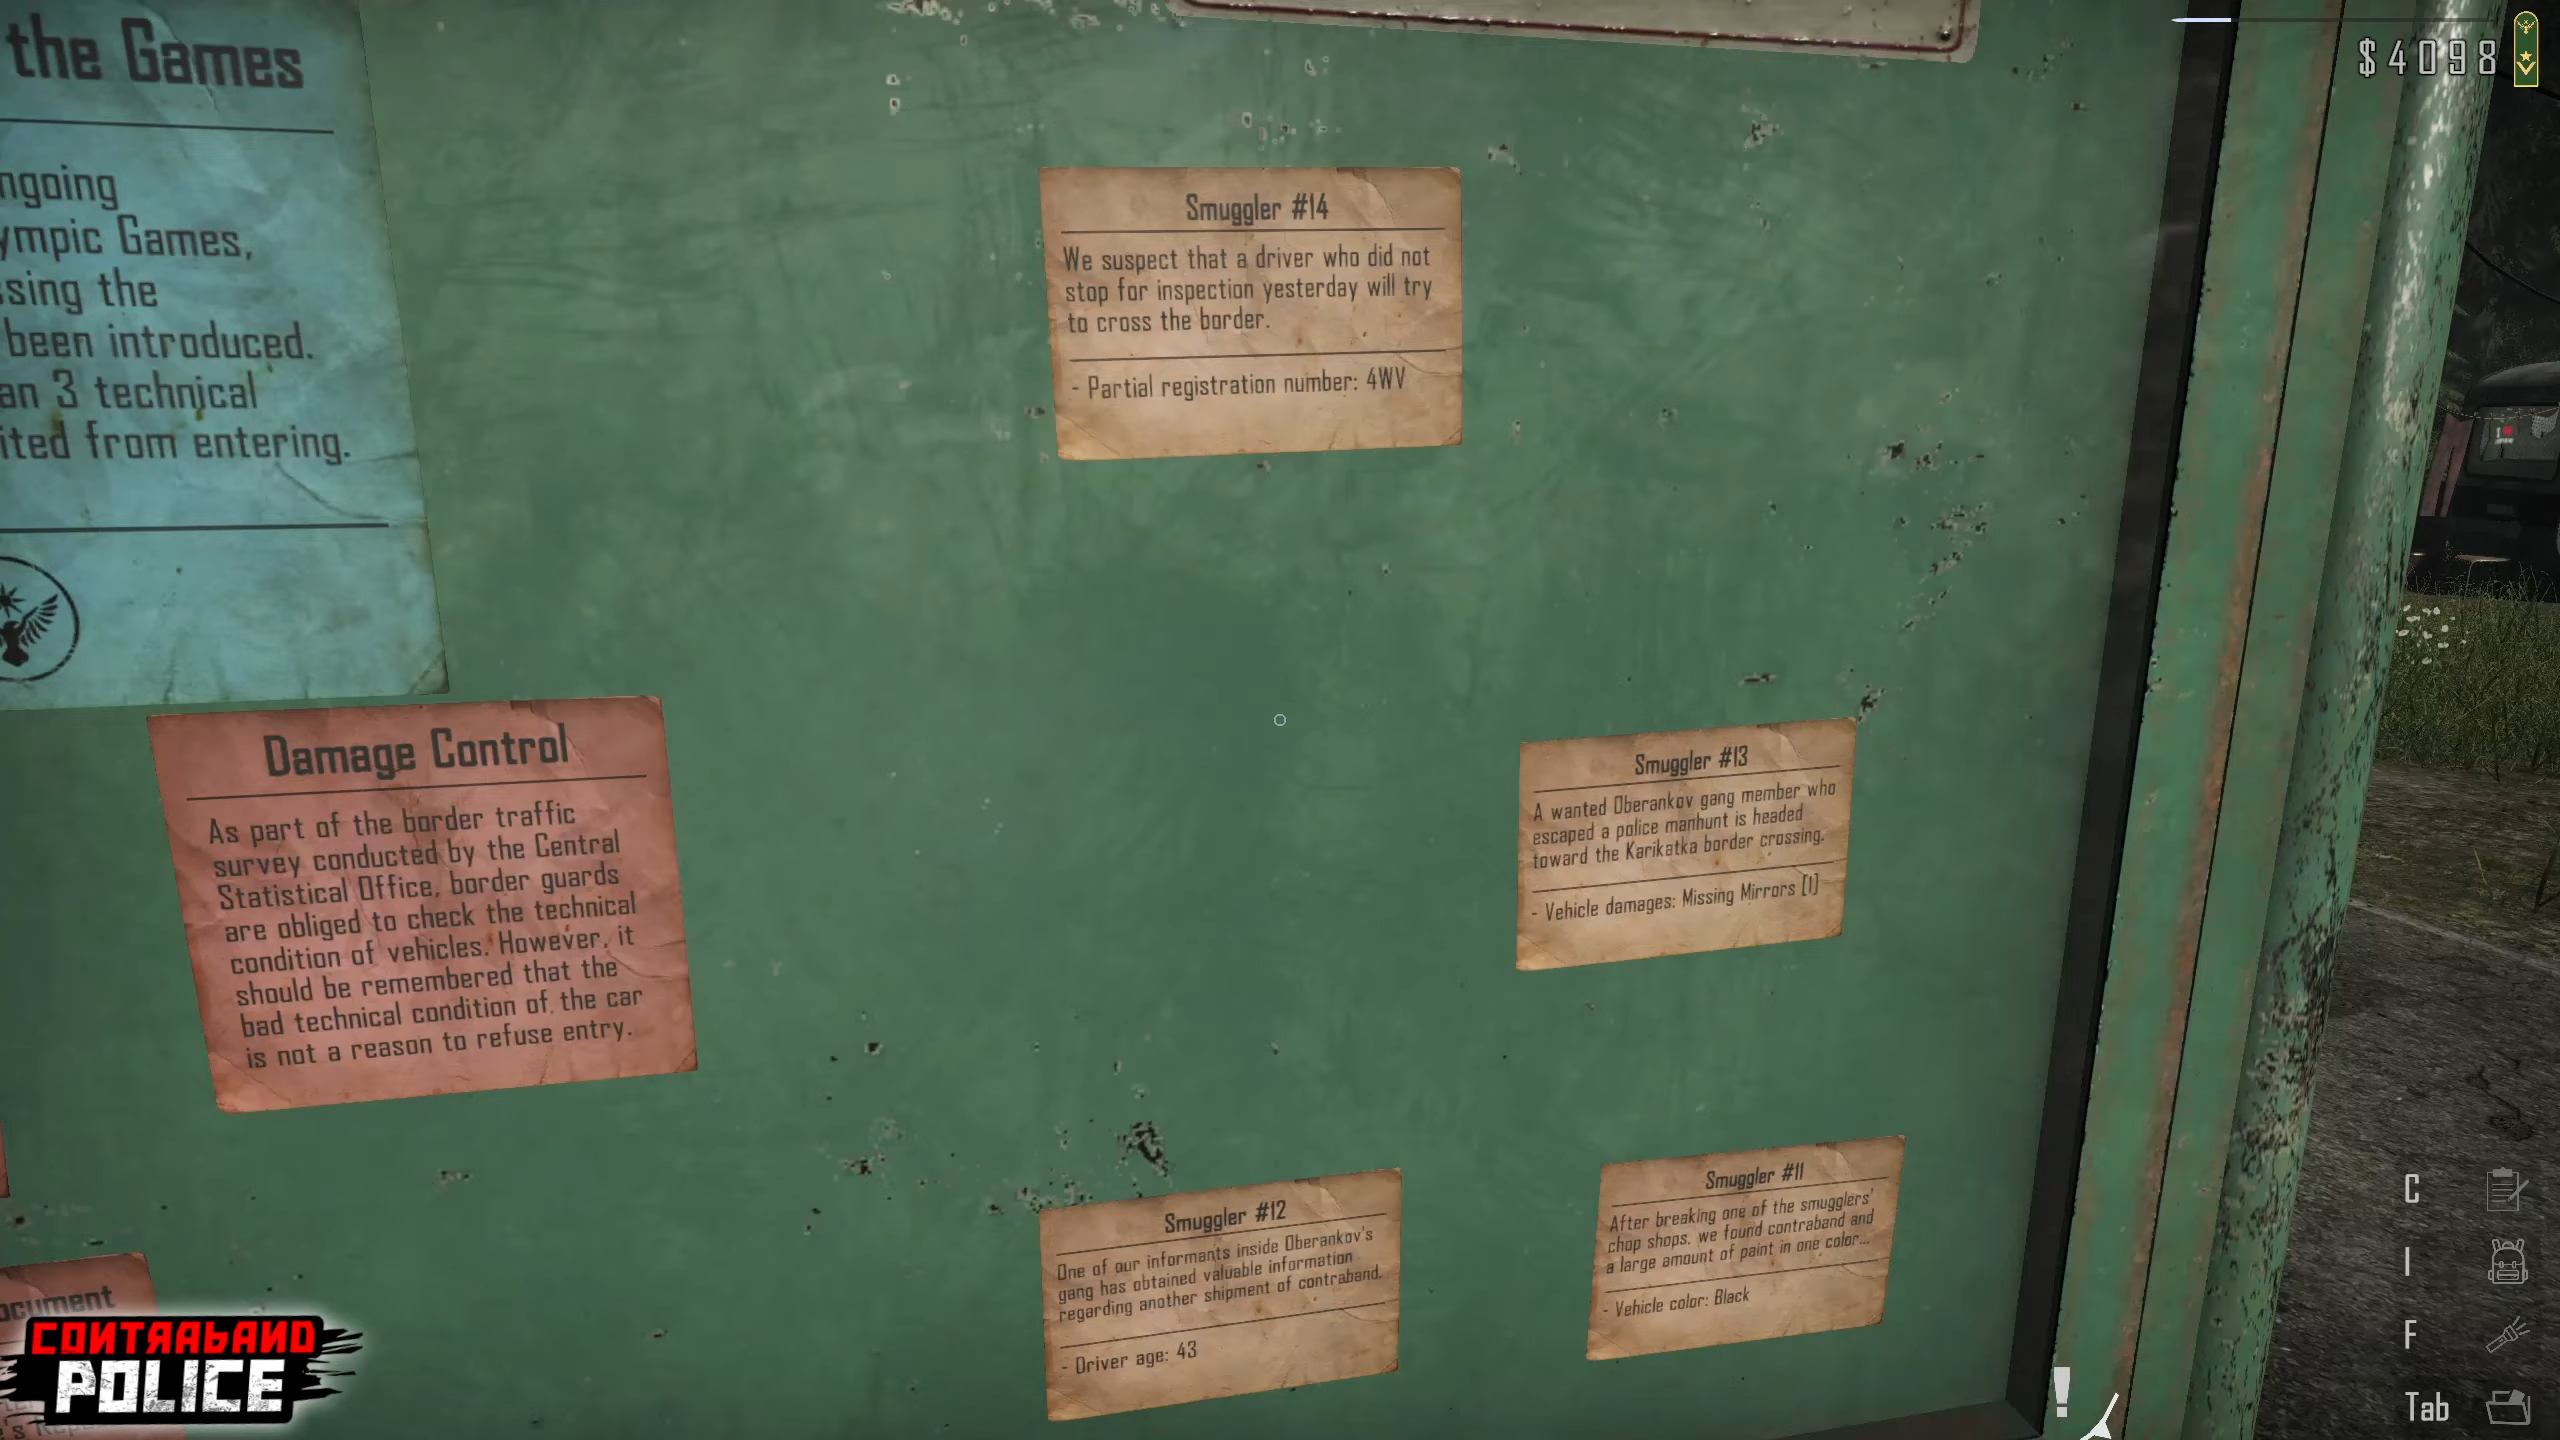 the Games
ngoing
ympic Games,
ssing the
been introduced.
an 3 technical
ited from entering.
$4098
Smuggler #14
We suspect that a driver who did not
stop for inspection yesterday will try
to cross the border.
- Partial registration number: 4WV
Damage Control
As part of the border traffic
survey conducted by the Central
Statistical Office, border guards
are obliged to check the technical
condition of vehicles. However, it
should be remembered that the
bad technical condition of the car
is not a reason to refuse entry.
Smuggler #13
A wanted Oberankov gang member who
escaped a police manhunt is headed
toward the Karikatka border crossing.
- Vehicle damages: Missing Mirrors [1]
Smuggler #12
One of our informants inside Oberankov's
gang has obtained valuable information
regarding another shipment of contraband.
- Driver age: 43
Smuggler #11
After breaking one of the smugglers'
chop shops, we found contraband and
a large amount of paint in one color...
- Vehicle color: Black
ocument
CONTRABAND
POLICE
C
I
F
Tab